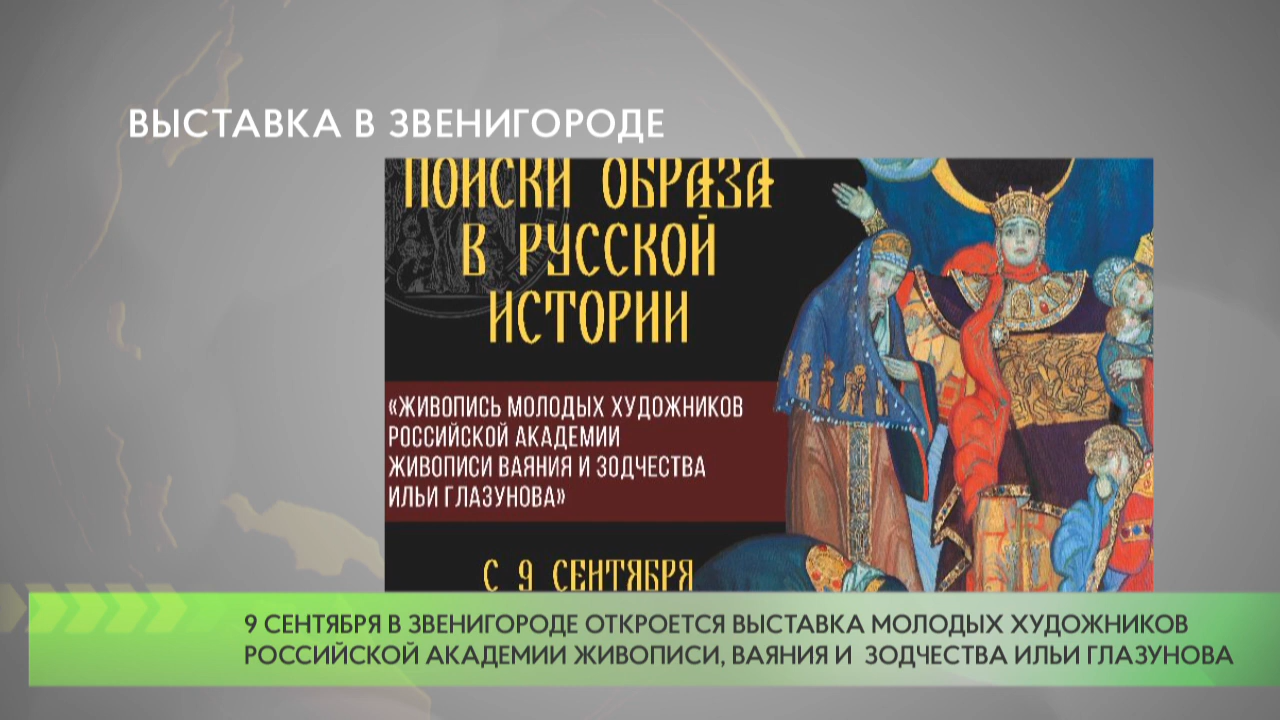 ВЫСТАВКА В ЗВЕНИГОРОДЕ
ПОИСКИ ОБРАЗА
В РУССКОЙ
ИСТОРИИ
«ЖИВОПИСЬ МОЛОДЫХ ХУДОЖНИКОВ
РОССИЙСКОЙ АКАДЕМИИ
ЖИВОПИСИ ВАЯНИЯ И ЗОДЧЕСТВА
ИЛЬИ ГЛАЗУНОВА»
С 9 СЕНТЯБРЯ
9 СЕНТЯБРЯ В ЗВЕНИГОРОДЕ ОТКРОЕТСЯ ВЫСТАВКА МОЛОДЫХ ХУДОЖНИКОВ
РОССИЙСКОЙ АКАДЕМИИ ЖИВОПИСИ, ВАЯНИЯ И ЗОДЧЕСТВА ИЛЬИ ГЛАЗУНОВА